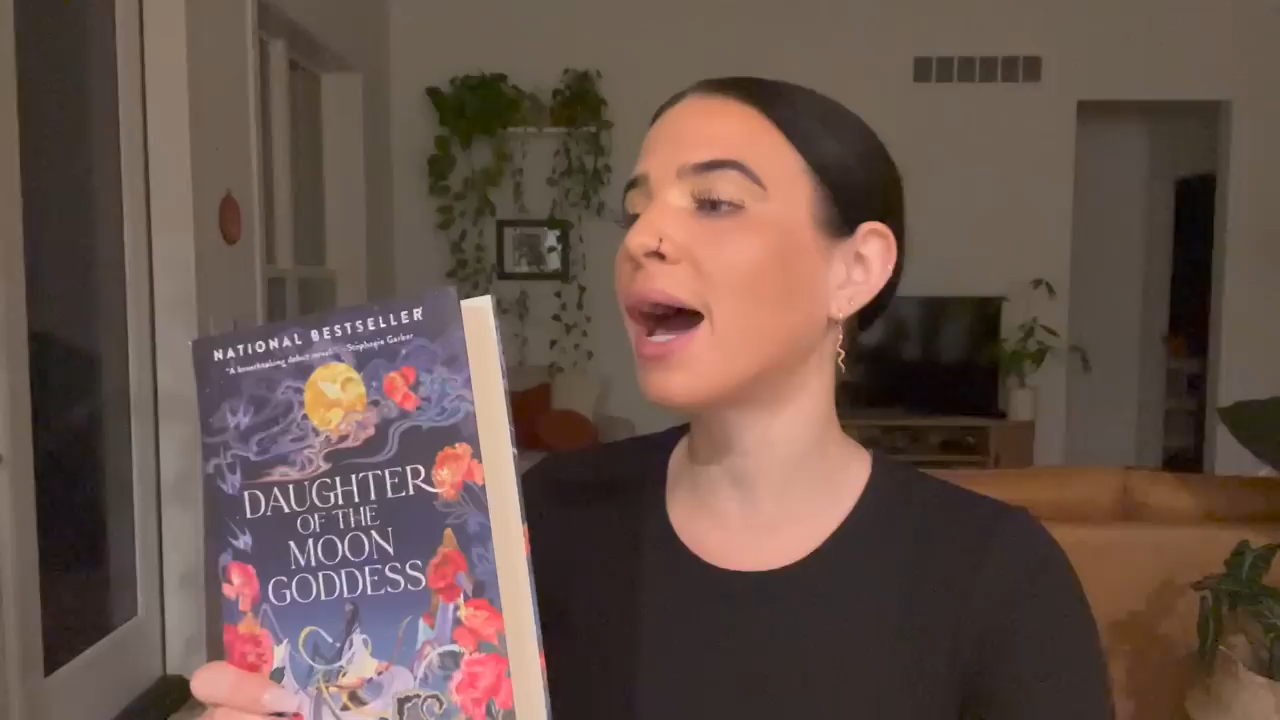 NATIONAL BESTSELLER
"A breathtaking debut novel." —Stephanie Garber
DAUGHTER
OF THE
MOON
GODDESS